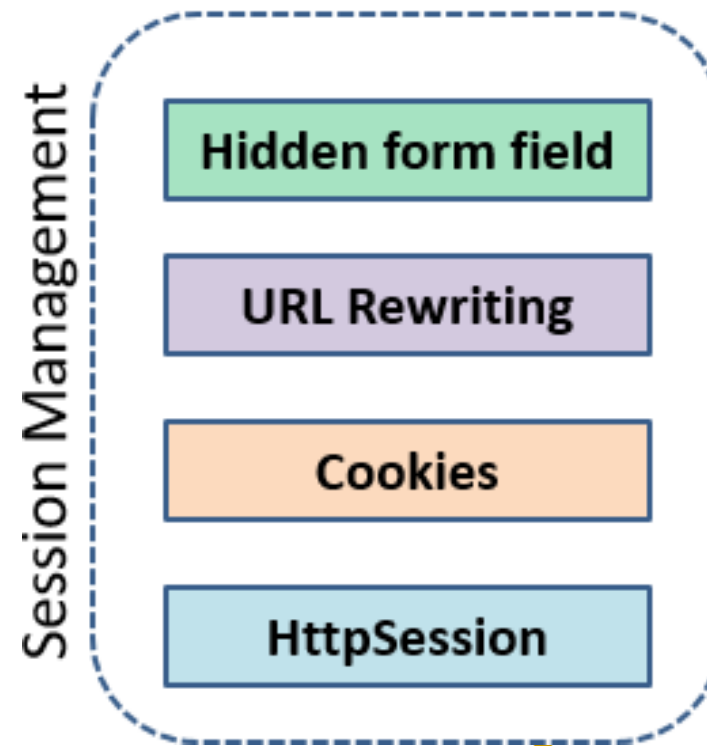 Session Management
Hidden form field
URL Rewriting
Cookies
HttpSession